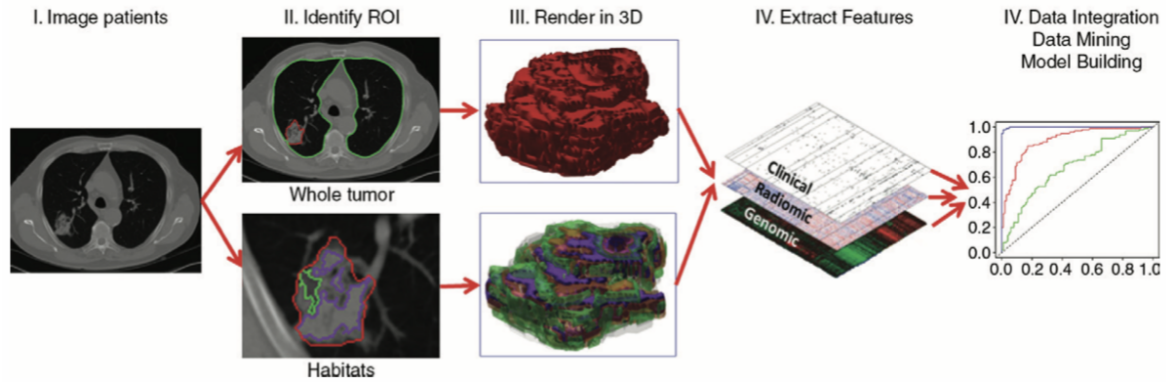 I. Image patients
II. Identify ROI
III. Render in 3D
IV. Extract Features
IV. Data Integration
Data Mining
Model Building
Whole tumor
Habitats
Clinical
Radiomic
Genomic
1.0
0.8
0.6
0.4
0.2
0.0
0.0 0.2 0.4 0.6 0.8 1.0